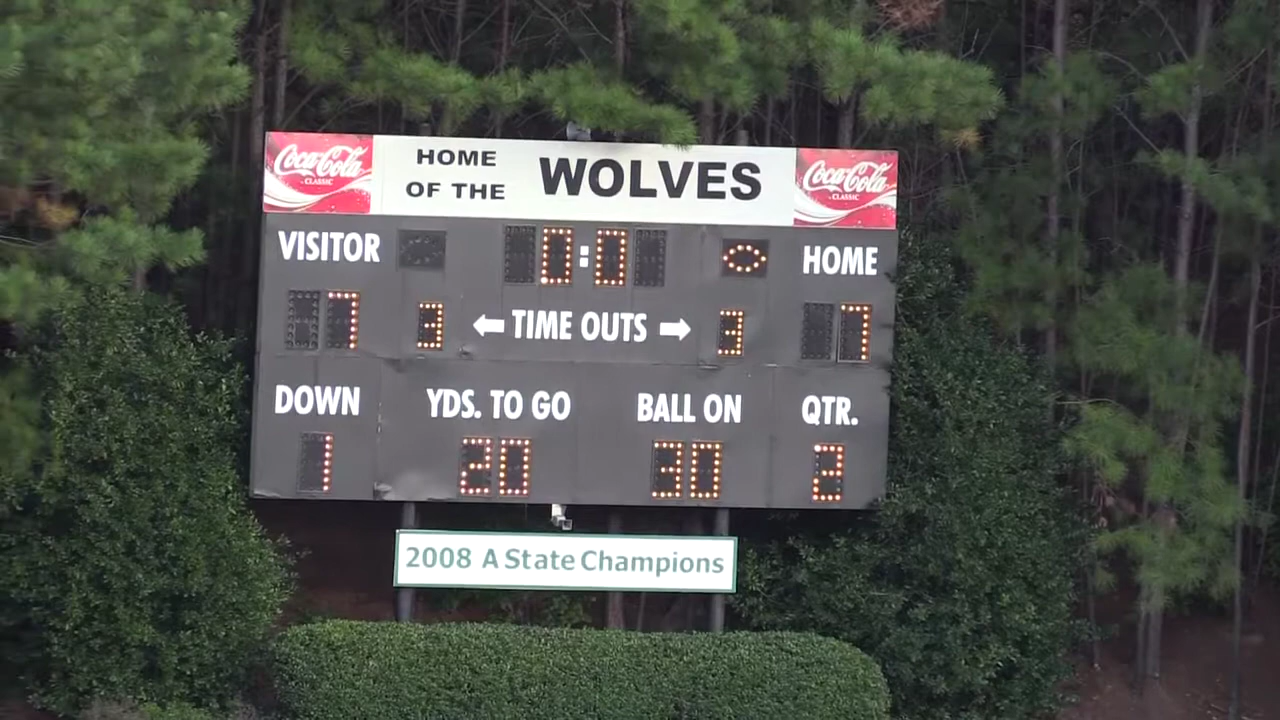 Coca-Cola
CLASSIC
HOME
OF THE
WOLVES
Coca-Cola
CLASSIC
VISITOR
0:0
HOME
7
3
← TIME OUTS →
3
7
DOWN
YDS. TO GO
BALL ON
QTR.
1
20
30
2
2008 A State Champions